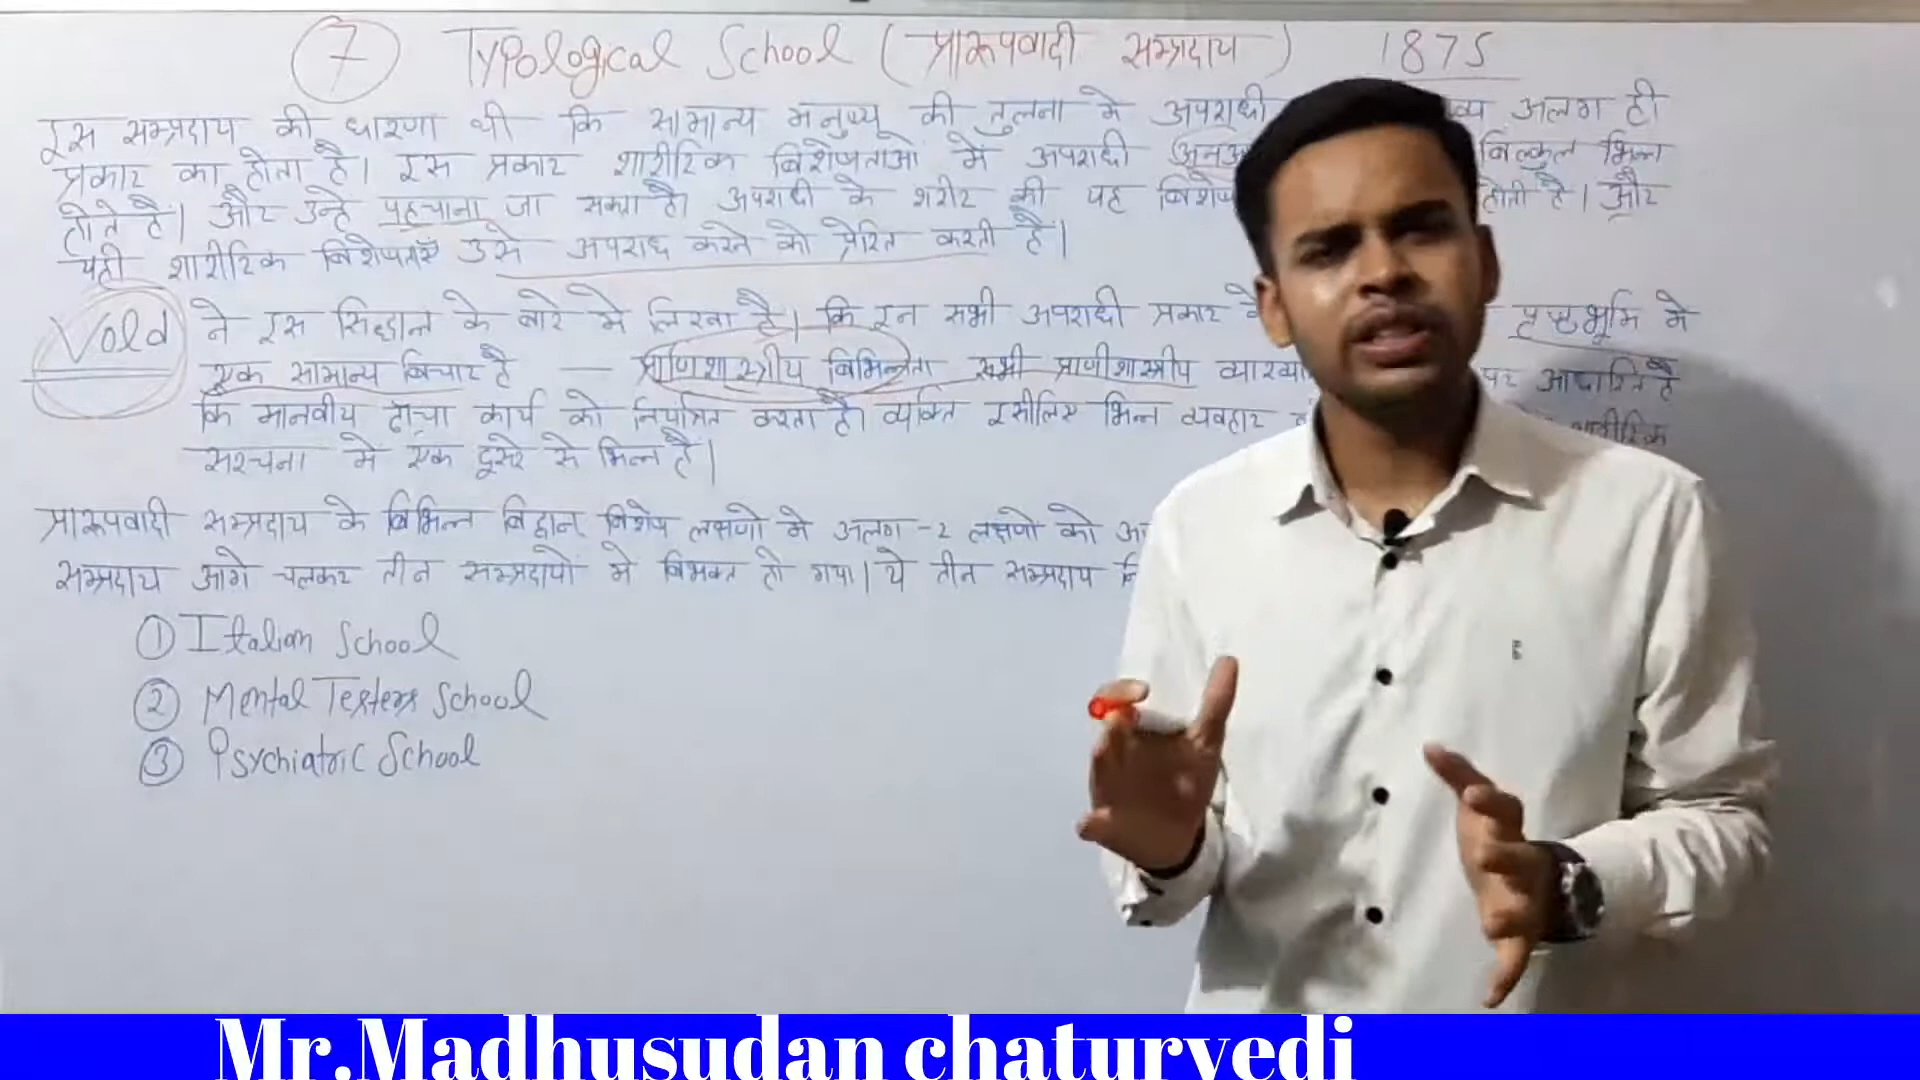 7 Typological School (प्रारूपवादी सम्प्रदाय) 1875
इस सम्प्रदाय की धारणा थी कि सामान्य मनुष्य की तुलना मे अपराधी अलग ही
प्रकार का होता है। इस प्रकार शारीरिक विशेषताओं में अपराधी बिल्कुल भिन्न
होते है। और उन्हे पहचाना जा सकता है। अपराधी के शरीर की यह होती है। और
यही शारीरिक विशेषताएँ उसे अपराध करने को प्रेरित करती है।
Vold ने इस सिद्धान्त के बारे मे लिखा है। कि इन सभी अपराधी प्रकार के पृष्ठभूमि मे
एक सामान्य विचार है — प्राणिशास्त्रीय विभिन्नता सभी प्राणीशास्त्रीय पर आधारित है
कि मानवीय ढाँचा कार्य को नियंत्रित करता है। व्यक्ति इसीलिए भिन्न व्यवहार शारीरिक
संरचना मे एक दूसरे से भिन्न है।
प्रारूपवादी सम्प्रदाय के विभिन्न विद्वान् विशेष लक्षणो मे अलग-2 लक्षणो को
सम्प्रदाय आगे चलकर तीन सम्प्रदायों मे विभक्त हो गया। ये तीन सम्प्रदाय
① Italian School
② Mental Testers School
③ Psychiatric School
Mr.Madhusudan chaturvedi